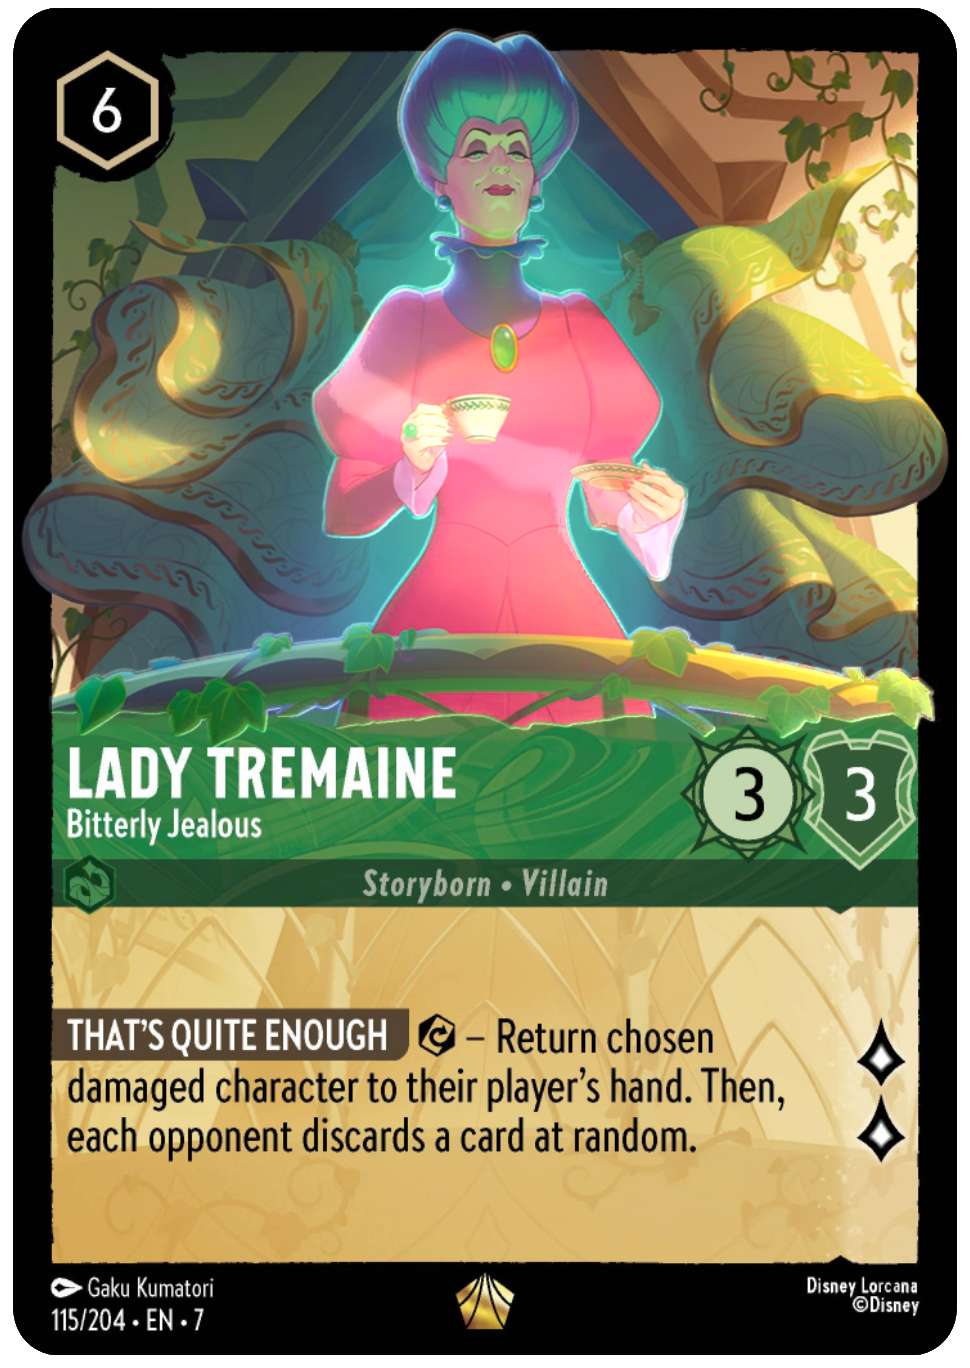 6
LADY TREMAINE
Bitterly Jealous
3 3
Storyborn • Villain
THAT'S QUITE ENOUGH – Return chosen
damaged character to their player's hand. Then,
each opponent discards a card at random.
Gaku Kumatori
115/204 • EN • 7
Disney Lorcana
©Disney